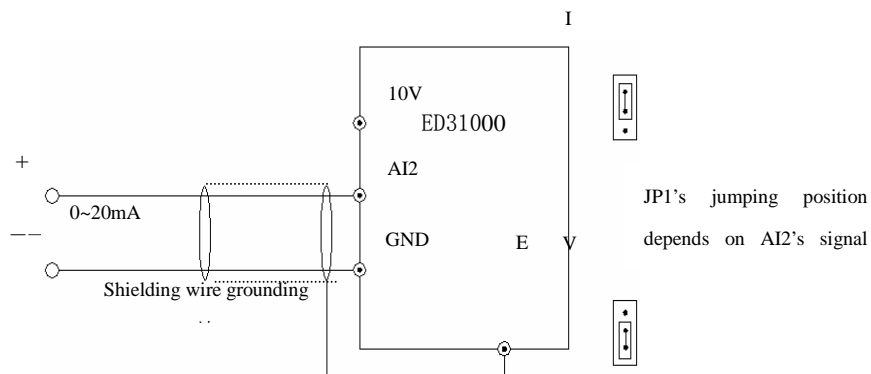 I
10V
ED31000
+
AI2
0~20mA
JP1's jumping position
depends on AI2's signal
GND
E
V
Shielding wire grounding